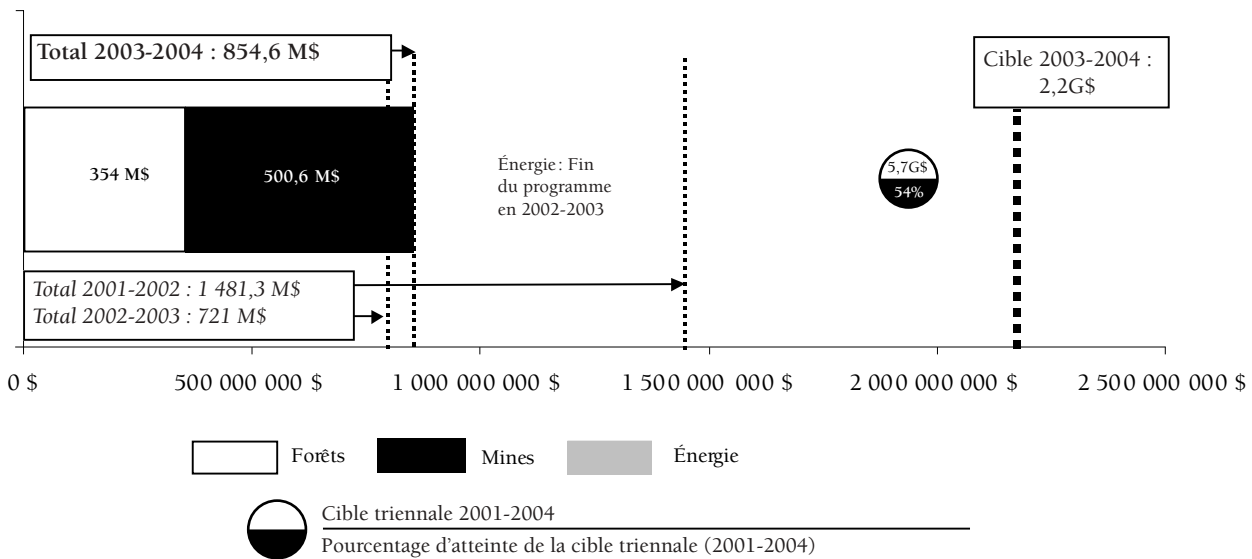 Total 2003-2004 : 854,6 M$
Cible 2003-2004 :
2,2G$
354 M$
500,6 M$
Énergie: Fin
du programme
en 2002-2003
5,7G$
54%
Total 2001-2002 : 1 481,3 M$
Total 2002-2003 : 721 M$
0 $
500 000 000 $
1 000 000 000 $
1 500 000 000 $
2 000 000 000 $
2 500 000 000 $
Forêts
Mines
Énergie
Cible triennale 2001-2004
Pourcentage d'atteinte de la cible triennale (2001-2004)